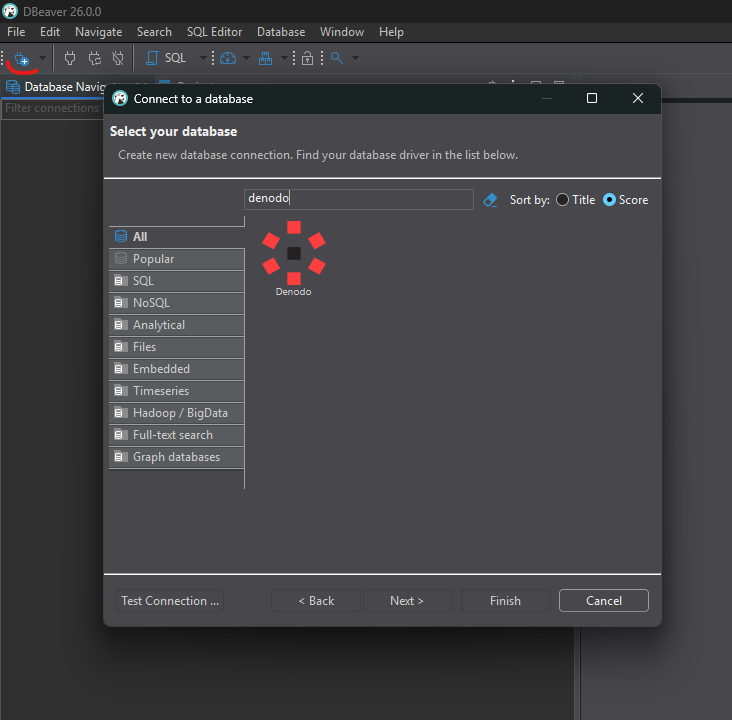 DBeaver 26.0.0
File Edit Navigate Search SQL Editor Database Window Help
SQL
Database
Filter connections
Connect to a database
Select your database
Create new database connection. Find your database driver in the list below.
denodo
Sort by: Title Score
All
Popular
SQL
NoSQL
Analytical
Files
Embedded
Timeseries
Hadoop / BigData
Full-text search
Graph databases
Denodo
Test Connection ... < Back Next > Finish Cancel